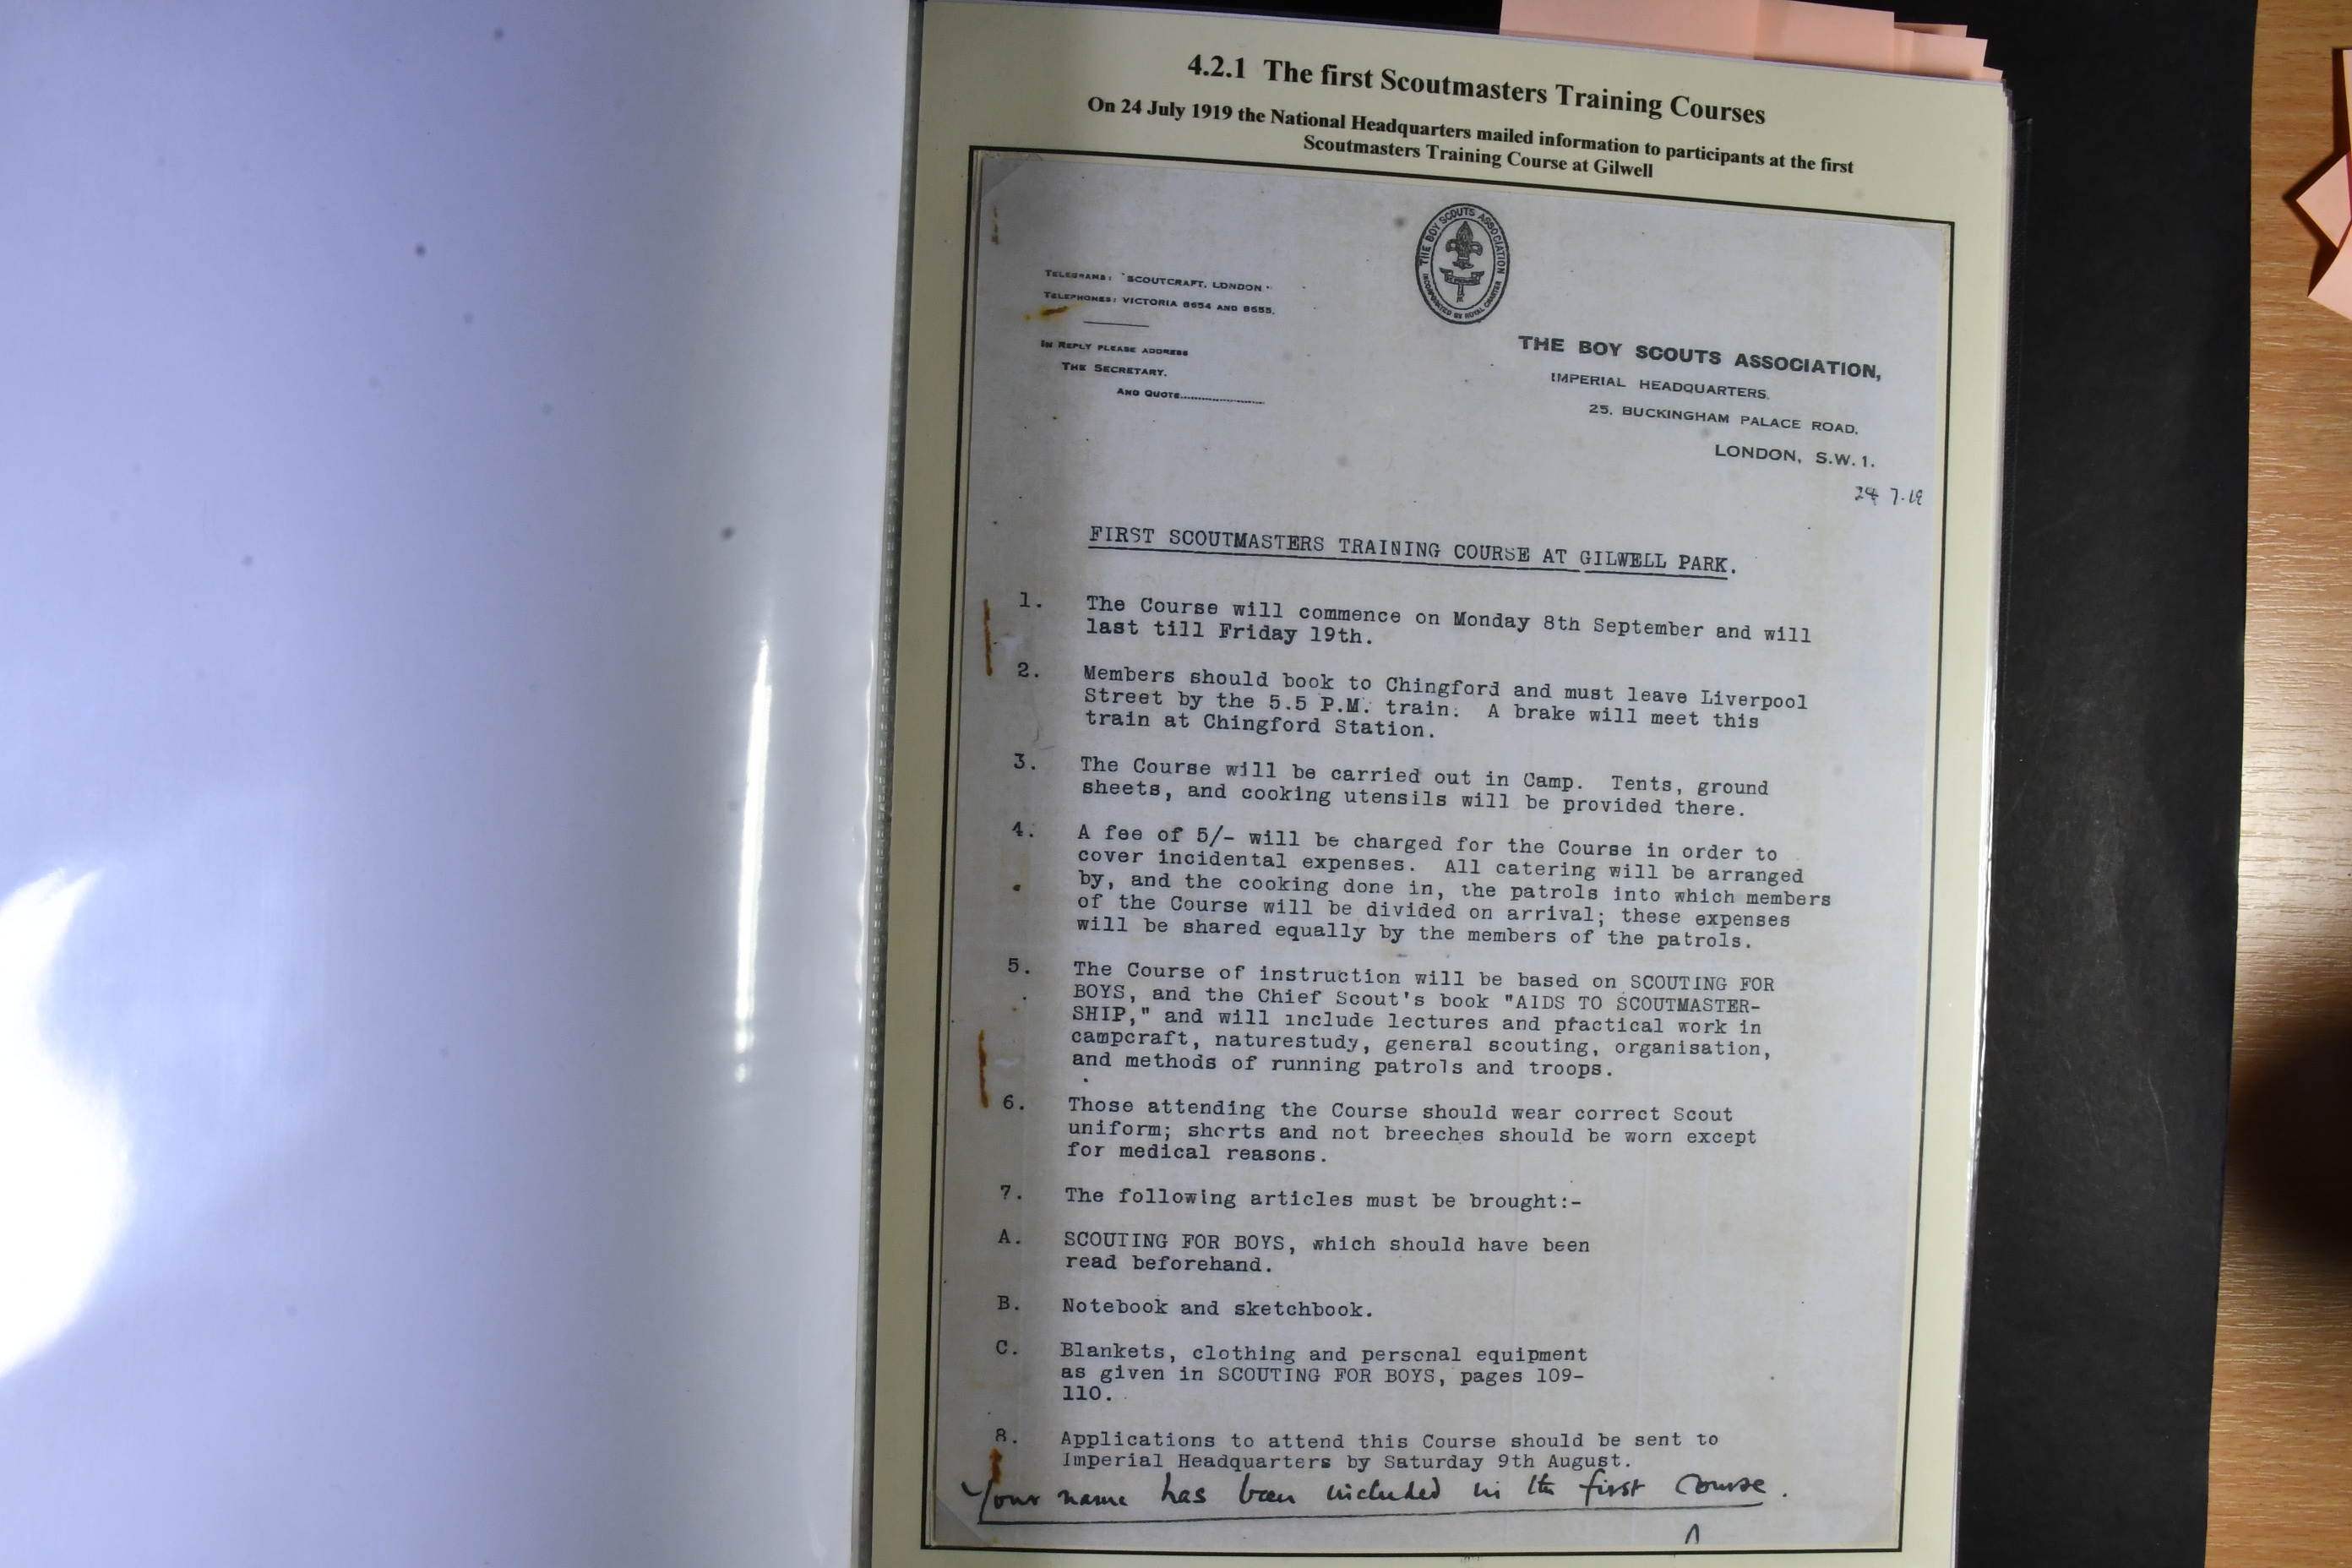 4.2.1 The first Scoutmasters Training Courses
On 24 July 1919 the National Headquarters mailed information to participants at the first
Scoutmasters Training Course at Gilwell
THE BOY SCOUTS ASSOCIATION
INCORPORATED BY ROYAL CHARTER
TELEGRAMS: "SCOUTCRAFT, LONDON"
TELEPHONES: VICTORIA 8654 AND 8655.
IN REPLY PLEASE ADDRESS
THE SECRETARY.
AND QUOTE......................
THE BOY SCOUTS ASSOCIATION,
IMPERIAL HEADQUARTERS,
25, BUCKINGHAM PALACE ROAD,
LONDON, S.W.1.
24 7.19
FIRST SCOUTMASTERS TRAINING COURSE AT GILWELL PARK.
1. The Course will commence on Monday 8th September and will
last till Friday 19th.
2. Members should book to Chingford and must leave Liverpool
Street by the 5.5 P.M. train. A brake will meet this
train at Chingford Station.
3. The Course will be carried out in Camp. Tents, ground
sheets, and cooking utensils will be provided there.
4. A fee of 5/- will be charged for the Course in order to
cover incidental expenses. All catering will be arranged
by, and the cooking done in, the patrols into which members
of the Course will be divided on arrival; these expenses
will be shared equally by the members of the patrols.
5. The Course of instruction will be based on SCOUTING FOR
BOYS, and the Chief Scout's book "AIDS TO SCOUTMASTER-
SHIP," and will include lectures and practical work in
campcraft, naturestudy, general scouting, organisation,
and methods of running patrols and troops.
6. Those attending the Course should wear correct Scout
uniform; shorts and not breeches should be worn except
for medical reasons.
7. The following articles must be brought:-
A. SCOUTING FOR BOYS, which should have been
read beforehand.
B. Notebook and sketchbook.
C. Blankets, clothing and personal equipment
as given in SCOUTING FOR BOYS, pages 109-
110.
8. Applications to attend this Course should be sent to
Imperial Headquarters by Saturday 9th August.
Your name has been included in the first Course.